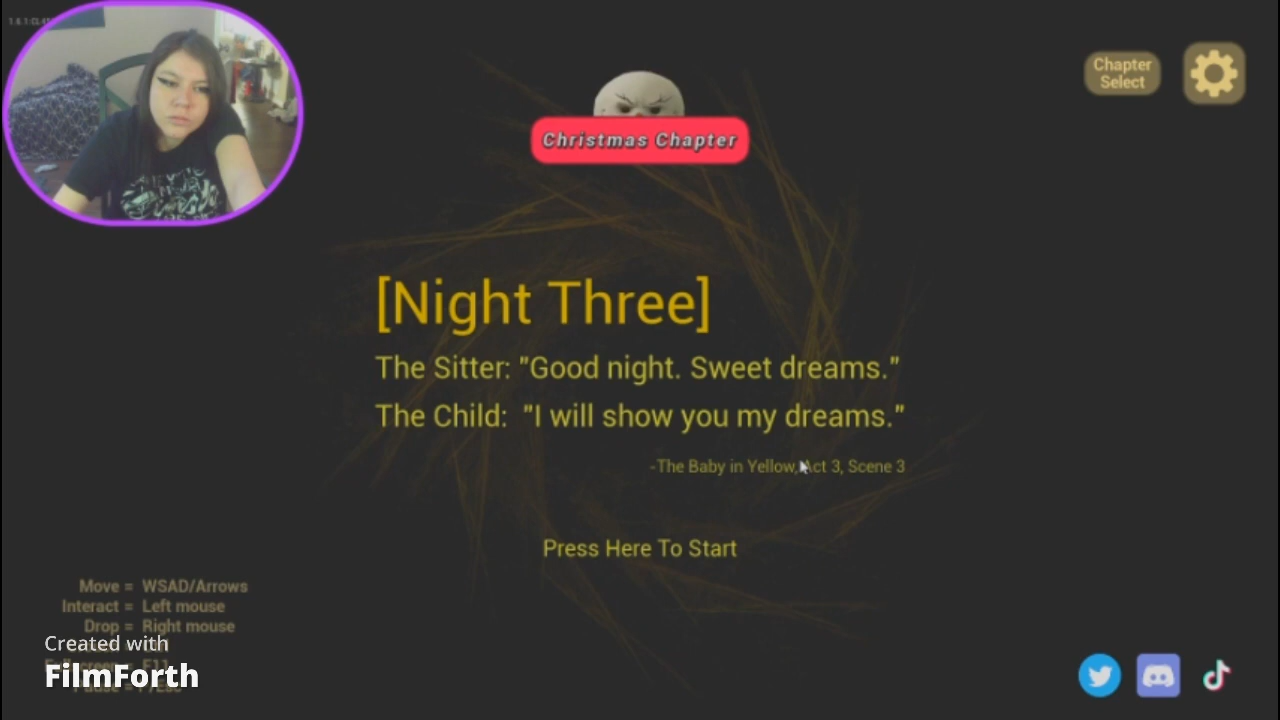 Chapter
Select
Christmas Chapter
[Night Three]
The Sitter: "Good night. Sweet dreams."
The Child: "I will show you my dreams."
-The Baby in Yellow, Act 3, Scene 3
Press Here To Start
Move = WSAD/Arrows
Interact = Left mouse
Drop = Right mouse
Created with
FilmForth